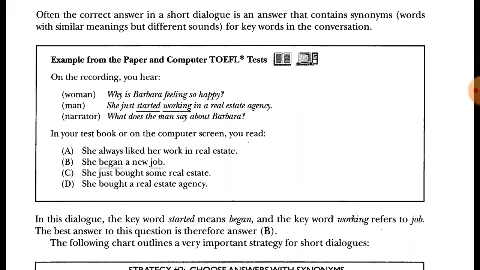 Often the correct answer in a short dialogue is an answer that contains synonyms (words
with similar meanings but different sounds) for key words in the conversation.
Example from the Paper and Computer TOEFL® Tests
On the recording, you hear:
(woman) Why is Barbara feeling so happy?
(man) She just started working in a real estate agency.
(narrator) What does the man say about Barbara?
In your test book or on the computer screen, you read:
(A) She always liked her work in real estate.
(B) She began a new job.
(C) She just bought some real estate.
(D) She bought a real estate agency.
In this dialogue, the key word started means began, and the key word working refers to job.
The best answer to this question is therefore answer (B).
The following chart outlines a very important strategy for short dialogues:
STRATEGY #2: CHOOSE ANSWERS WITH SYNONYMS